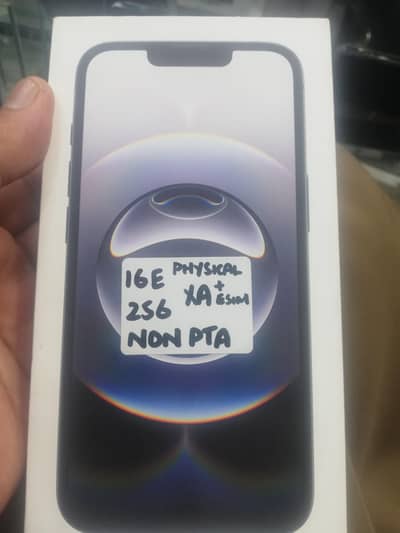 16E PHYSICAL
256 XA + ESIM
NON PTA